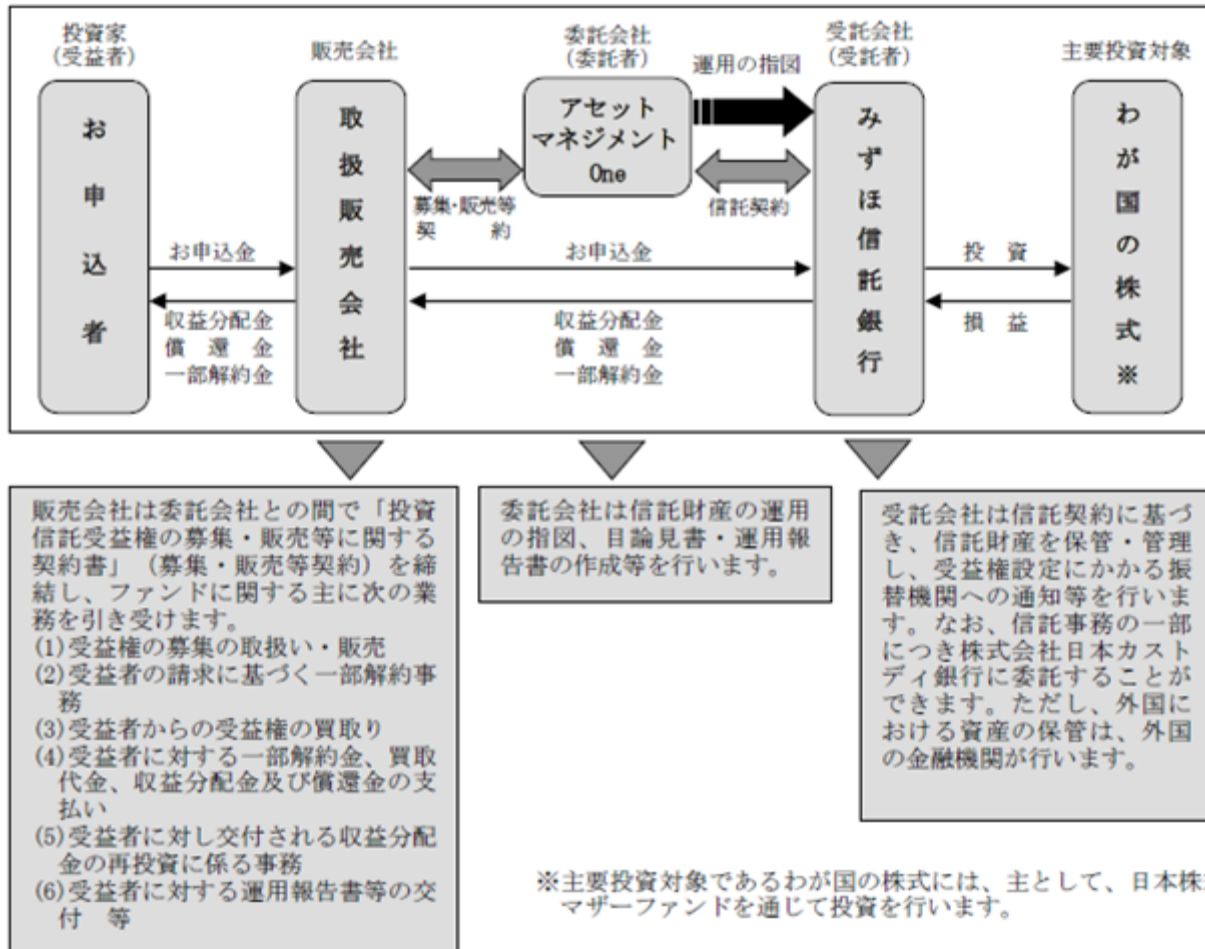 投資家
(受益者)
販売会社
委託会社
(委託者)
運用の指図
受託会社
(受託者)
主要投資対象
お申込者
取扱販売会社
アセット
マネジメント
One
みずほ信託銀行
わが国の株式※
募集・販売等
契　約
信託契約
お申込金
お申込金
投　資
収益分配金
償　還　金
一部解約金
収益分配金
償　還　金
一部解約金
損　益
販売会社は委託会社との間で「投資
信託受益権の募集・販売等に関する
契約書」（募集・販売等契約）を締
結し、ファンドに関する主に次の業
務を引き受けます。
(1)受益権の募集の取扱い・販売
(2)受益者の請求に基づく一部解約事
務
(3)受益者からの受益権の買取り
(4)受益者に対する一部解約金、買取
代金、収益分配金及び償還金の支
払い
(5)受益者に対し交付される収益分配
金の再投資に係る事務
(6)受益者に対する運用報告書等の交
付　等
委託会社は信託財産の運用
の指図、目論見書・運用報
告書の作成等を行います。
受託会社は信託契約に基づ
き、信託財産を保管・管理
し、受益権設定にかかる振
替機関への通知等を行いま
す。なお、信託事務の一部
につき株式会社日本カスト
ディ銀行に委託することが
できます。ただし、外国に
おける資産の保管は、外国
の金融機関が行います。
※主要投資対象であるわが国の株式には、主として、日本株
マザーファンドを通じて投資を行います。